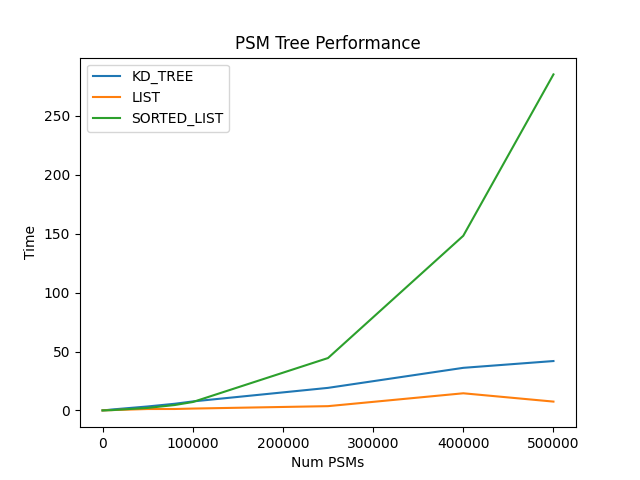 PSM Tree Performance
KD_TREE
LIST
SORTED_LIST
Time
250
200
150
100
50
0
0 100000 200000 300000 400000 500000
Num PSMs